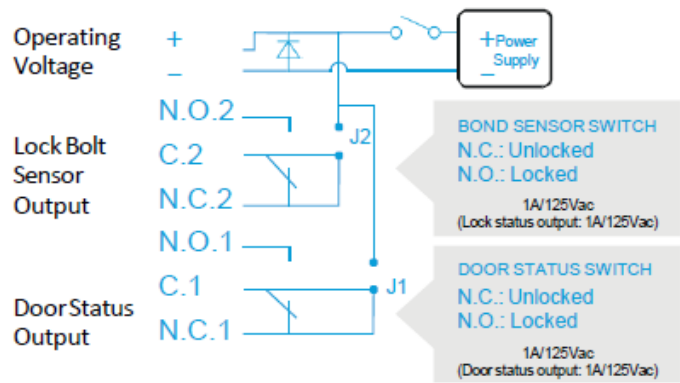 Operating
Voltage
+
−
+Power
Supply
−
Lock Bolt
Sensor
Output
N.O.2
C.2
N.C.2
J2
BOND SENSOR SWITCH
N.C.: Unlocked
N.O.: Locked
1A/125Vac
(Lock status output: 1A/125Vac)
Door Status
Output
N.O.1
C.1
N.C.1
J1
DOOR STATUS SWITCH
N.C.: Unlocked
N.O.: Locked
1A/125Vac
(Door status output: 1A/125Vac)